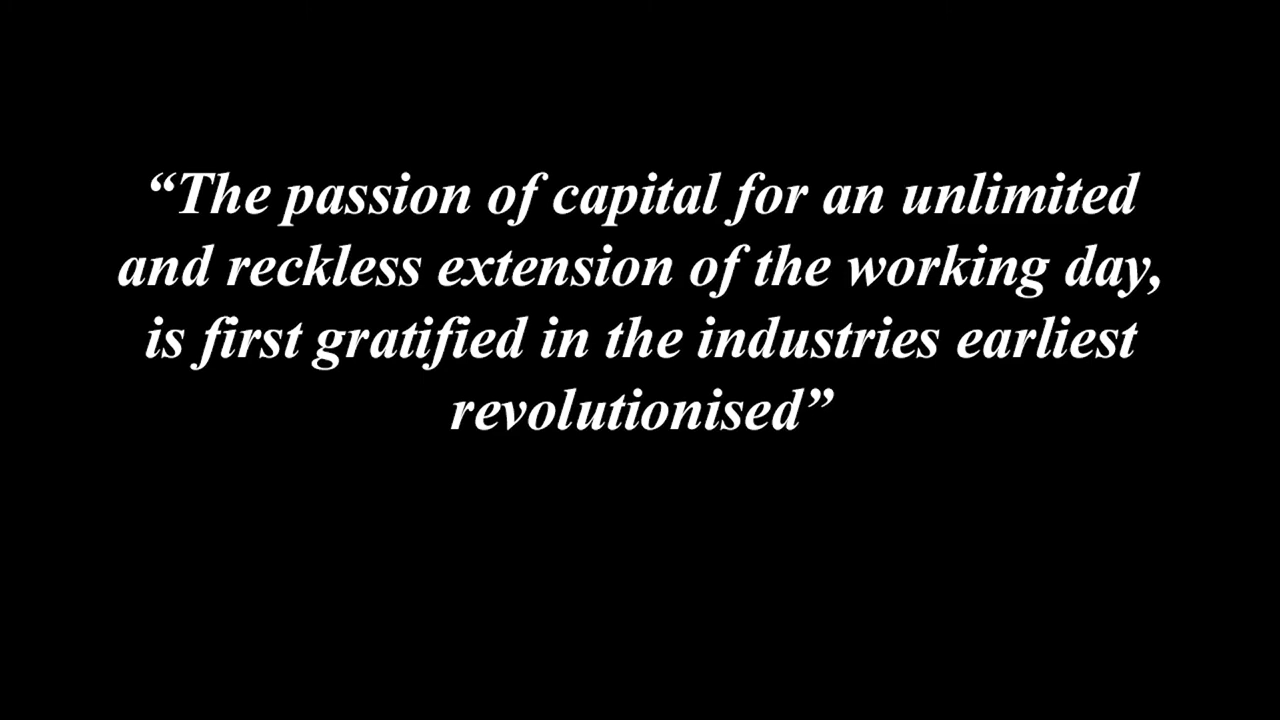 “The passion of capital for an unlimited
and reckless extension of the working day,
is first gratified in the industries earliest
revolutionised”